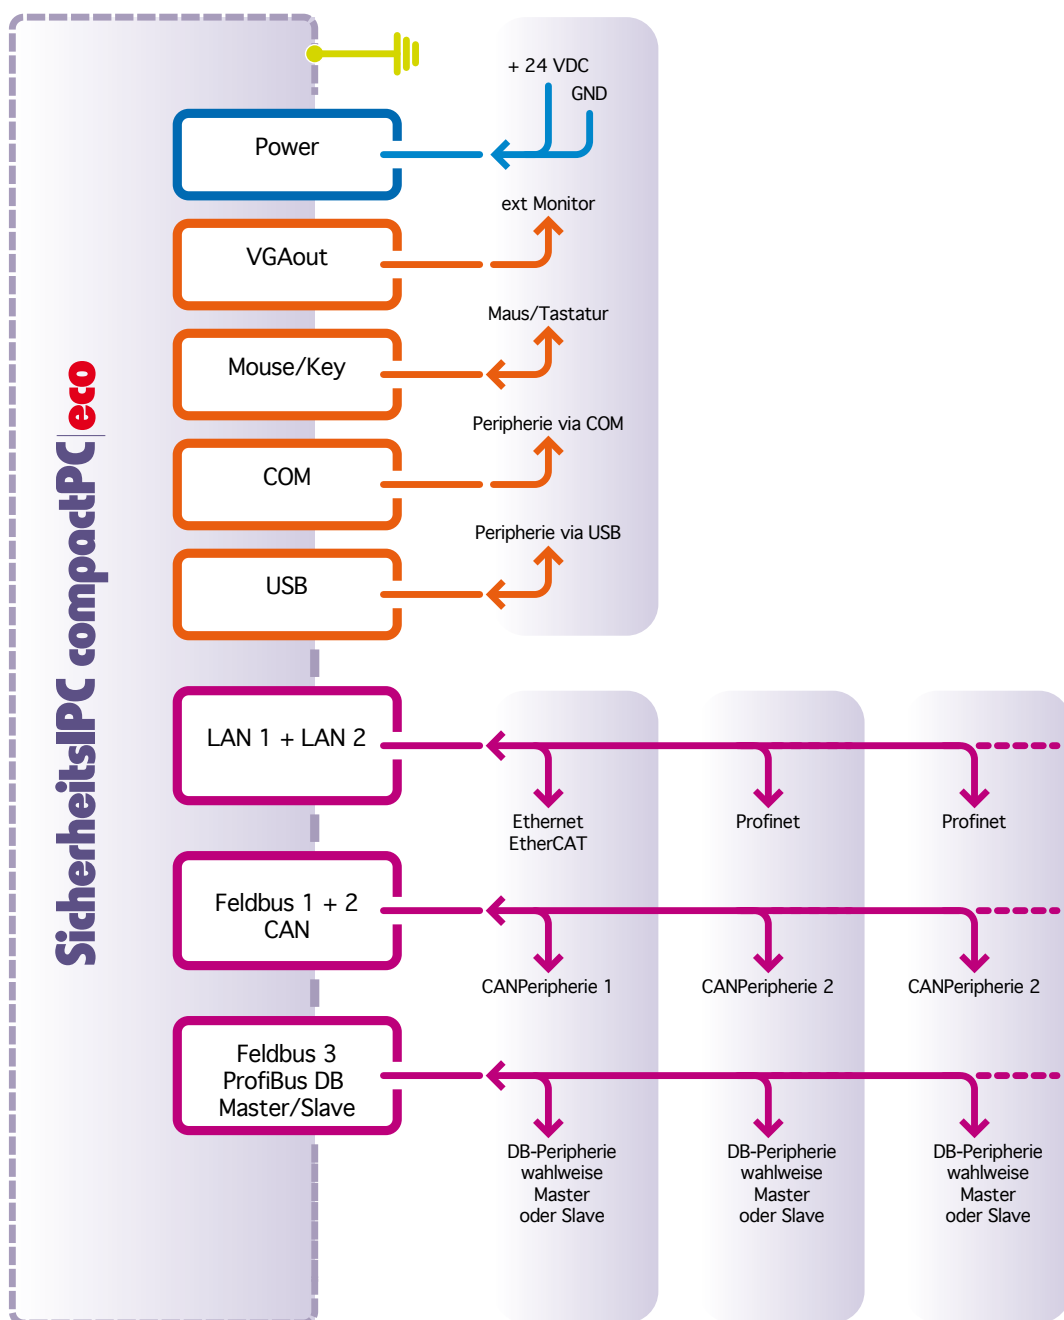 SicherheitsIPC compactPC|eco
+ 24 VDC
GND
Power
ext Monitor
VGAout
Maus/Tastatur
Mouse/Key
Peripherie via COM
COM
Peripherie via USB
USB
LAN 1 + LAN 2
Ethernet
EtherCAT
Profinet
Profinet
Feldbus 1 + 2
CAN
CANPeripherie 1
CANPeripherie 2
CANPeripherie 2
Feldbus 3
ProfiBus DB
Master/Slave
DB-Peripherie
wahlweise
Master
oder Slave
DB-Peripherie
wahlweise
Master
oder Slave
DB-Peripherie
wahlweise
Master
oder Slave